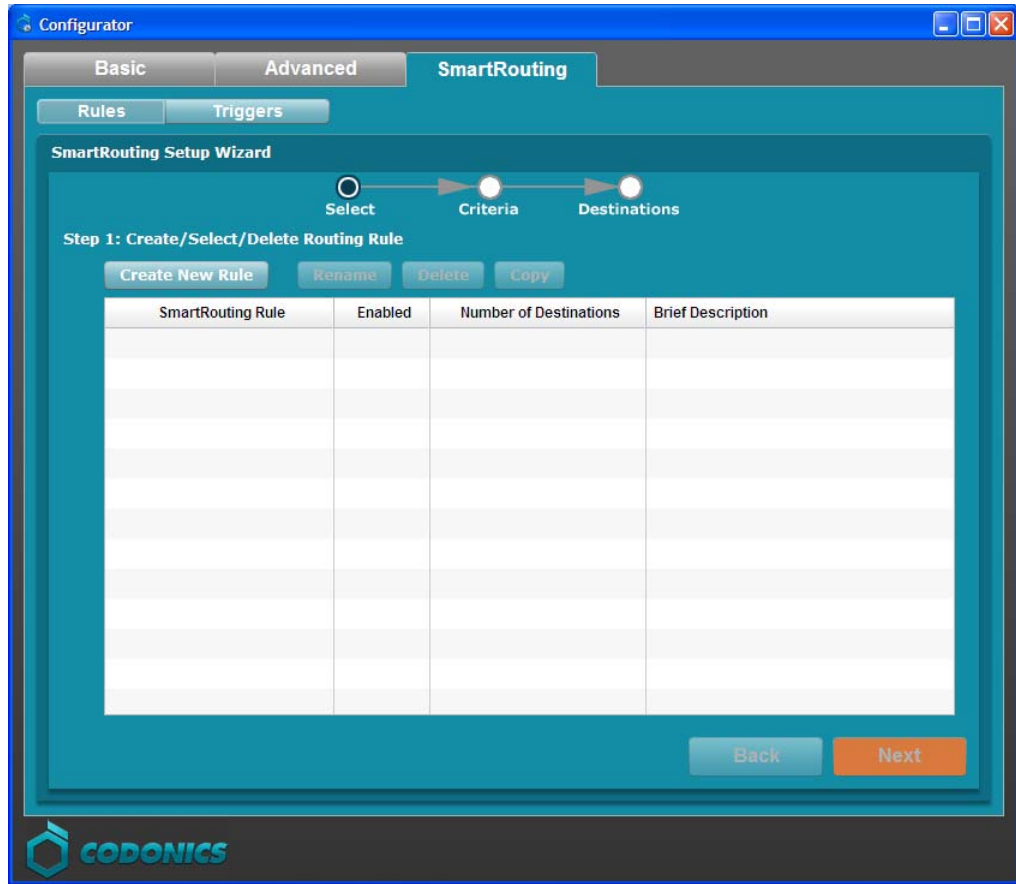 Configurator
Basic Advanced SmartRouting
Rules Triggers
SmartRouting Setup Wizard
Select Criteria Destinations
Step 1: Create/Select/Delete Routing Rule
Create New Rule Rename Delete Copy
SmartRouting Rule Enabled Number of Destinations Brief Description
Back Next
CODONICS